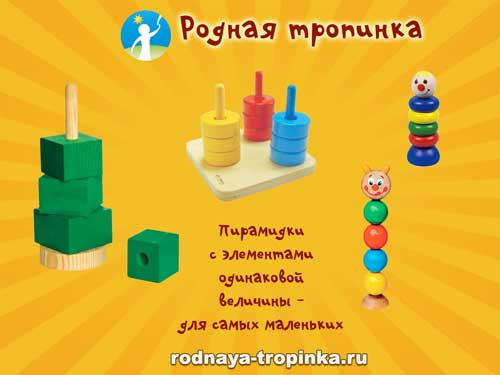 Родная тропинка
Пирамидки
с элементами
одинаковой
величины -
для самых маленьких
rodnaya-tropinka.ru